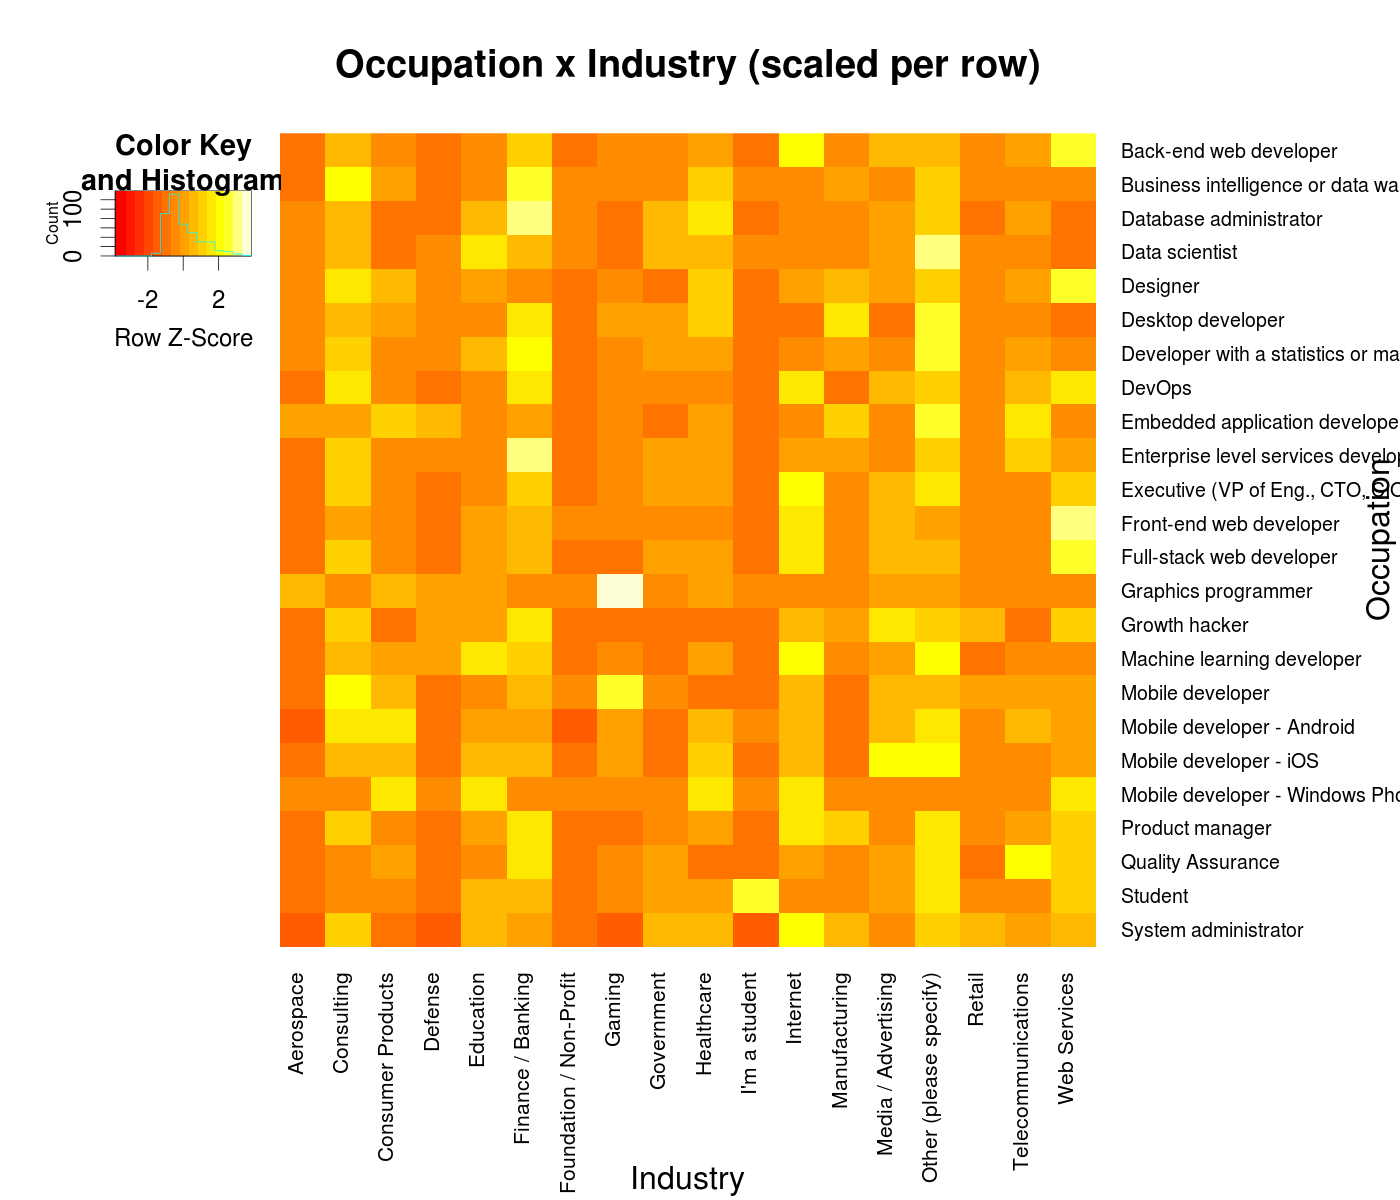 Occupation x Industry (scaled per row)
Color Key
and Histogram
Count
0 100
-2 2
Row Z-Score
Back-end web developer
Business intelligence or data wa
Database administrator
Data scientist
Designer
Desktop developer
Developer with a statistics or ma
DevOps
Embedded application develope
Enterprise level services develop
Executive (VP of Eng., CTO, CIO
Front-end web developer
Full-stack web developer
Graphics programmer
Growth hacker
Machine learning developer
Mobile developer
Mobile developer - Android
Mobile developer - iOS
Mobile developer - Windows Pho
Product manager
Quality Assurance
Student
System administrator
Occupation
Aerospace
Consulting
Consumer Products
Defense
Education
Finance / Banking
Foundation / Non-Profit
Gaming
Government
Healthcare
I'm a student
Internet
Manufacturing
Media / Advertising
Other (please specify)
Retail
Telecommunications
Web Services
Industry